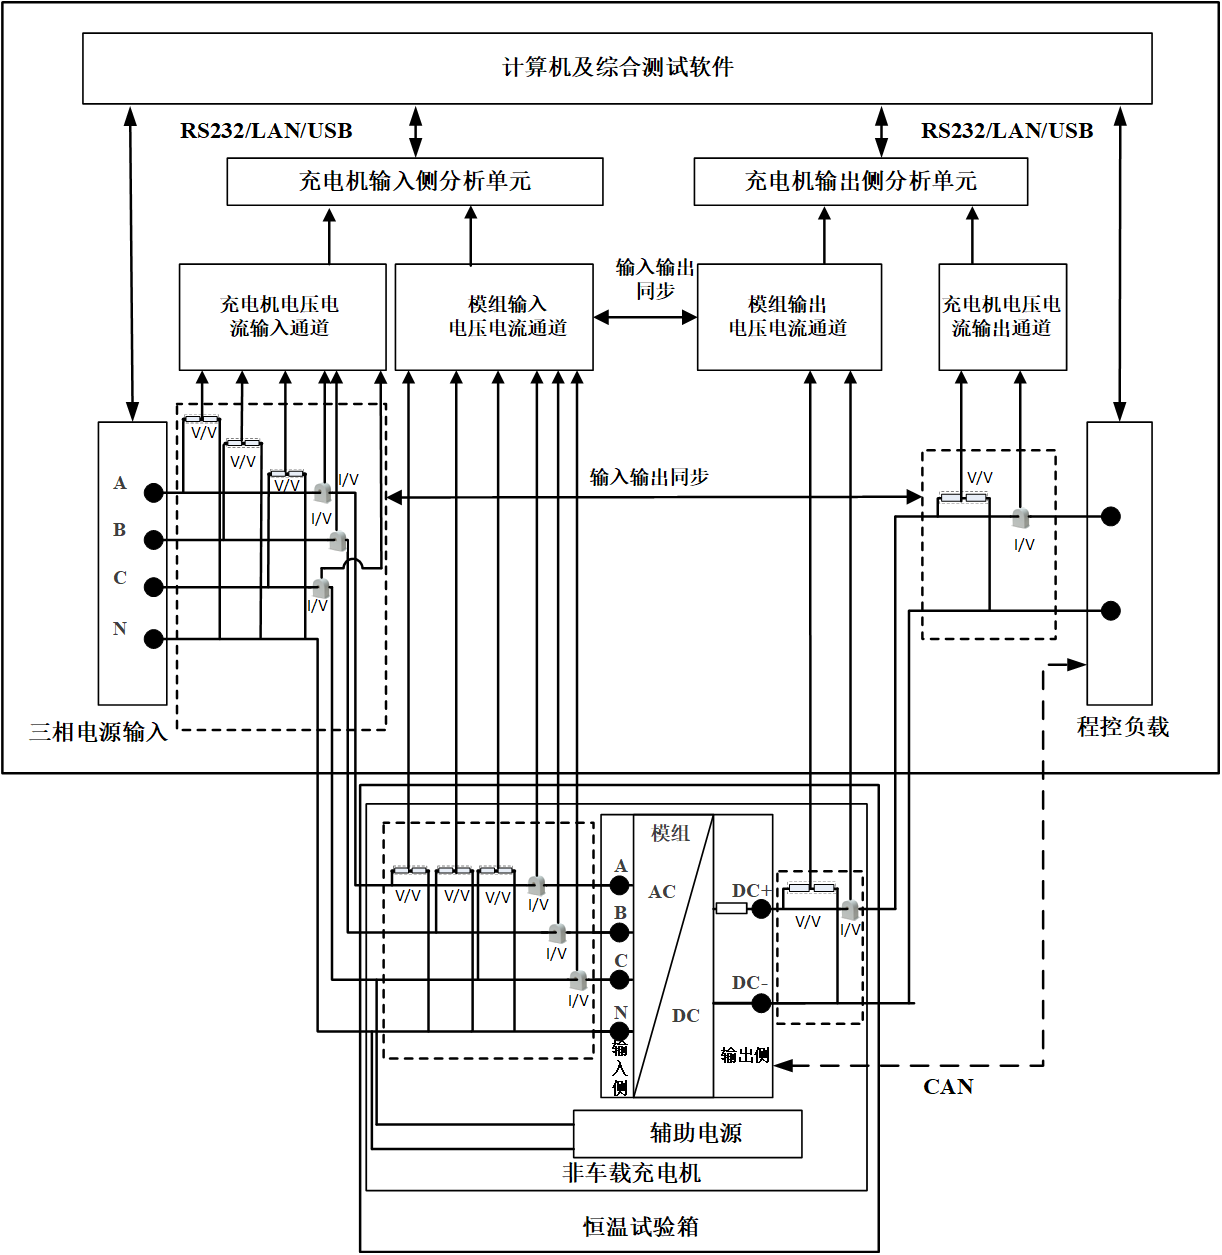 计算机及综合测试软件
RS232/LAN/USB
RS232/LAN/USB
充电机输入侧分析单元
充电机输出侧分析单元
充电机电压电
流输入通道
模组输入
电压电流通道
输入输出
同步
模组输出
电压电流通道
充电机电压电
流输出通道
V/V
V/V
V/V
I/V
I/V
I/V
A
B
C
N
三相电源输入
输入输出同步
V/V
I/V
程控负载
模组
AC
DC
A
B
C
N
输
入
侧
V/V
V/V
V/V
I/V
I/V
I/V
DC+
DC-
输出侧
V/V
I/V
CAN
辅助电源
非车载充电机
恒温试验箱